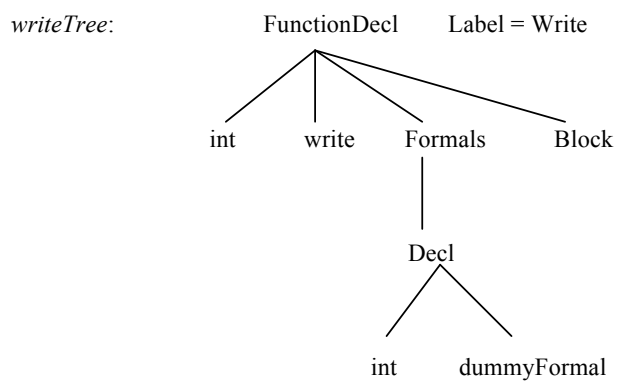 writeTree: FunctionDecl Label = Write
int write Formals Block
Decl
int dummyFormal